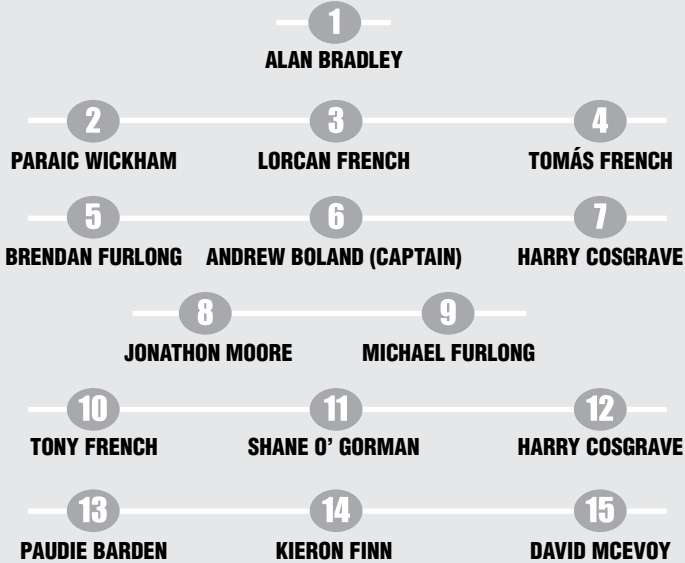 1
ALAN BRADLEY
2 3 4
PARAIC WICKHAM LORCAN FRENCH TOMÁS FRENCH
5 6 7
BRENDAN FURLONG ANDREW BOLAND (CAPTAIN) HARRY COSGRAVE
8 9
JONATHON MOORE MICHAEL FURLONG
10 11 12
TONY FRENCH SHANE O' GORMAN HARRY COSGRAVE
13 14 15
PAUDIE BARDEN KIERON FINN DAVID MCEVOY